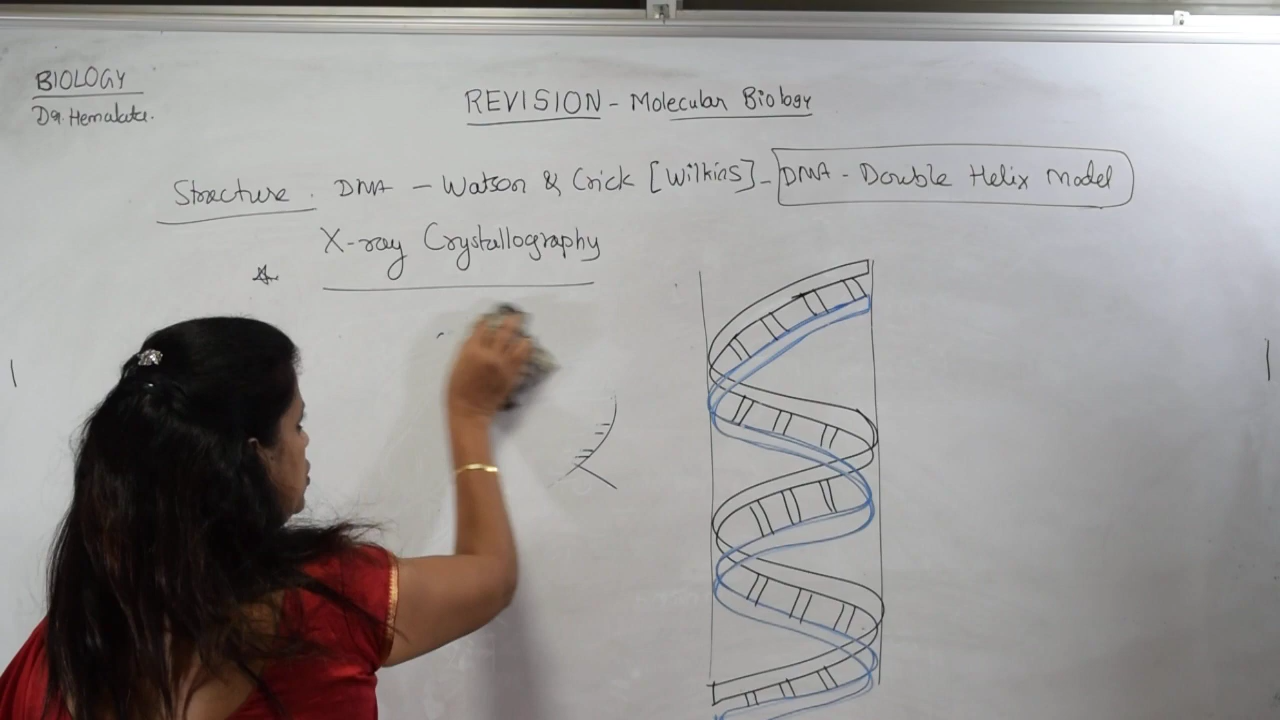 BIOLOGY
Dr. Hemalata.
REVISION - Molecular Biology
Structure. DNA - Watson & Crick [Wilkins] - DNA - Double Helix Model
X-ray Crystallography